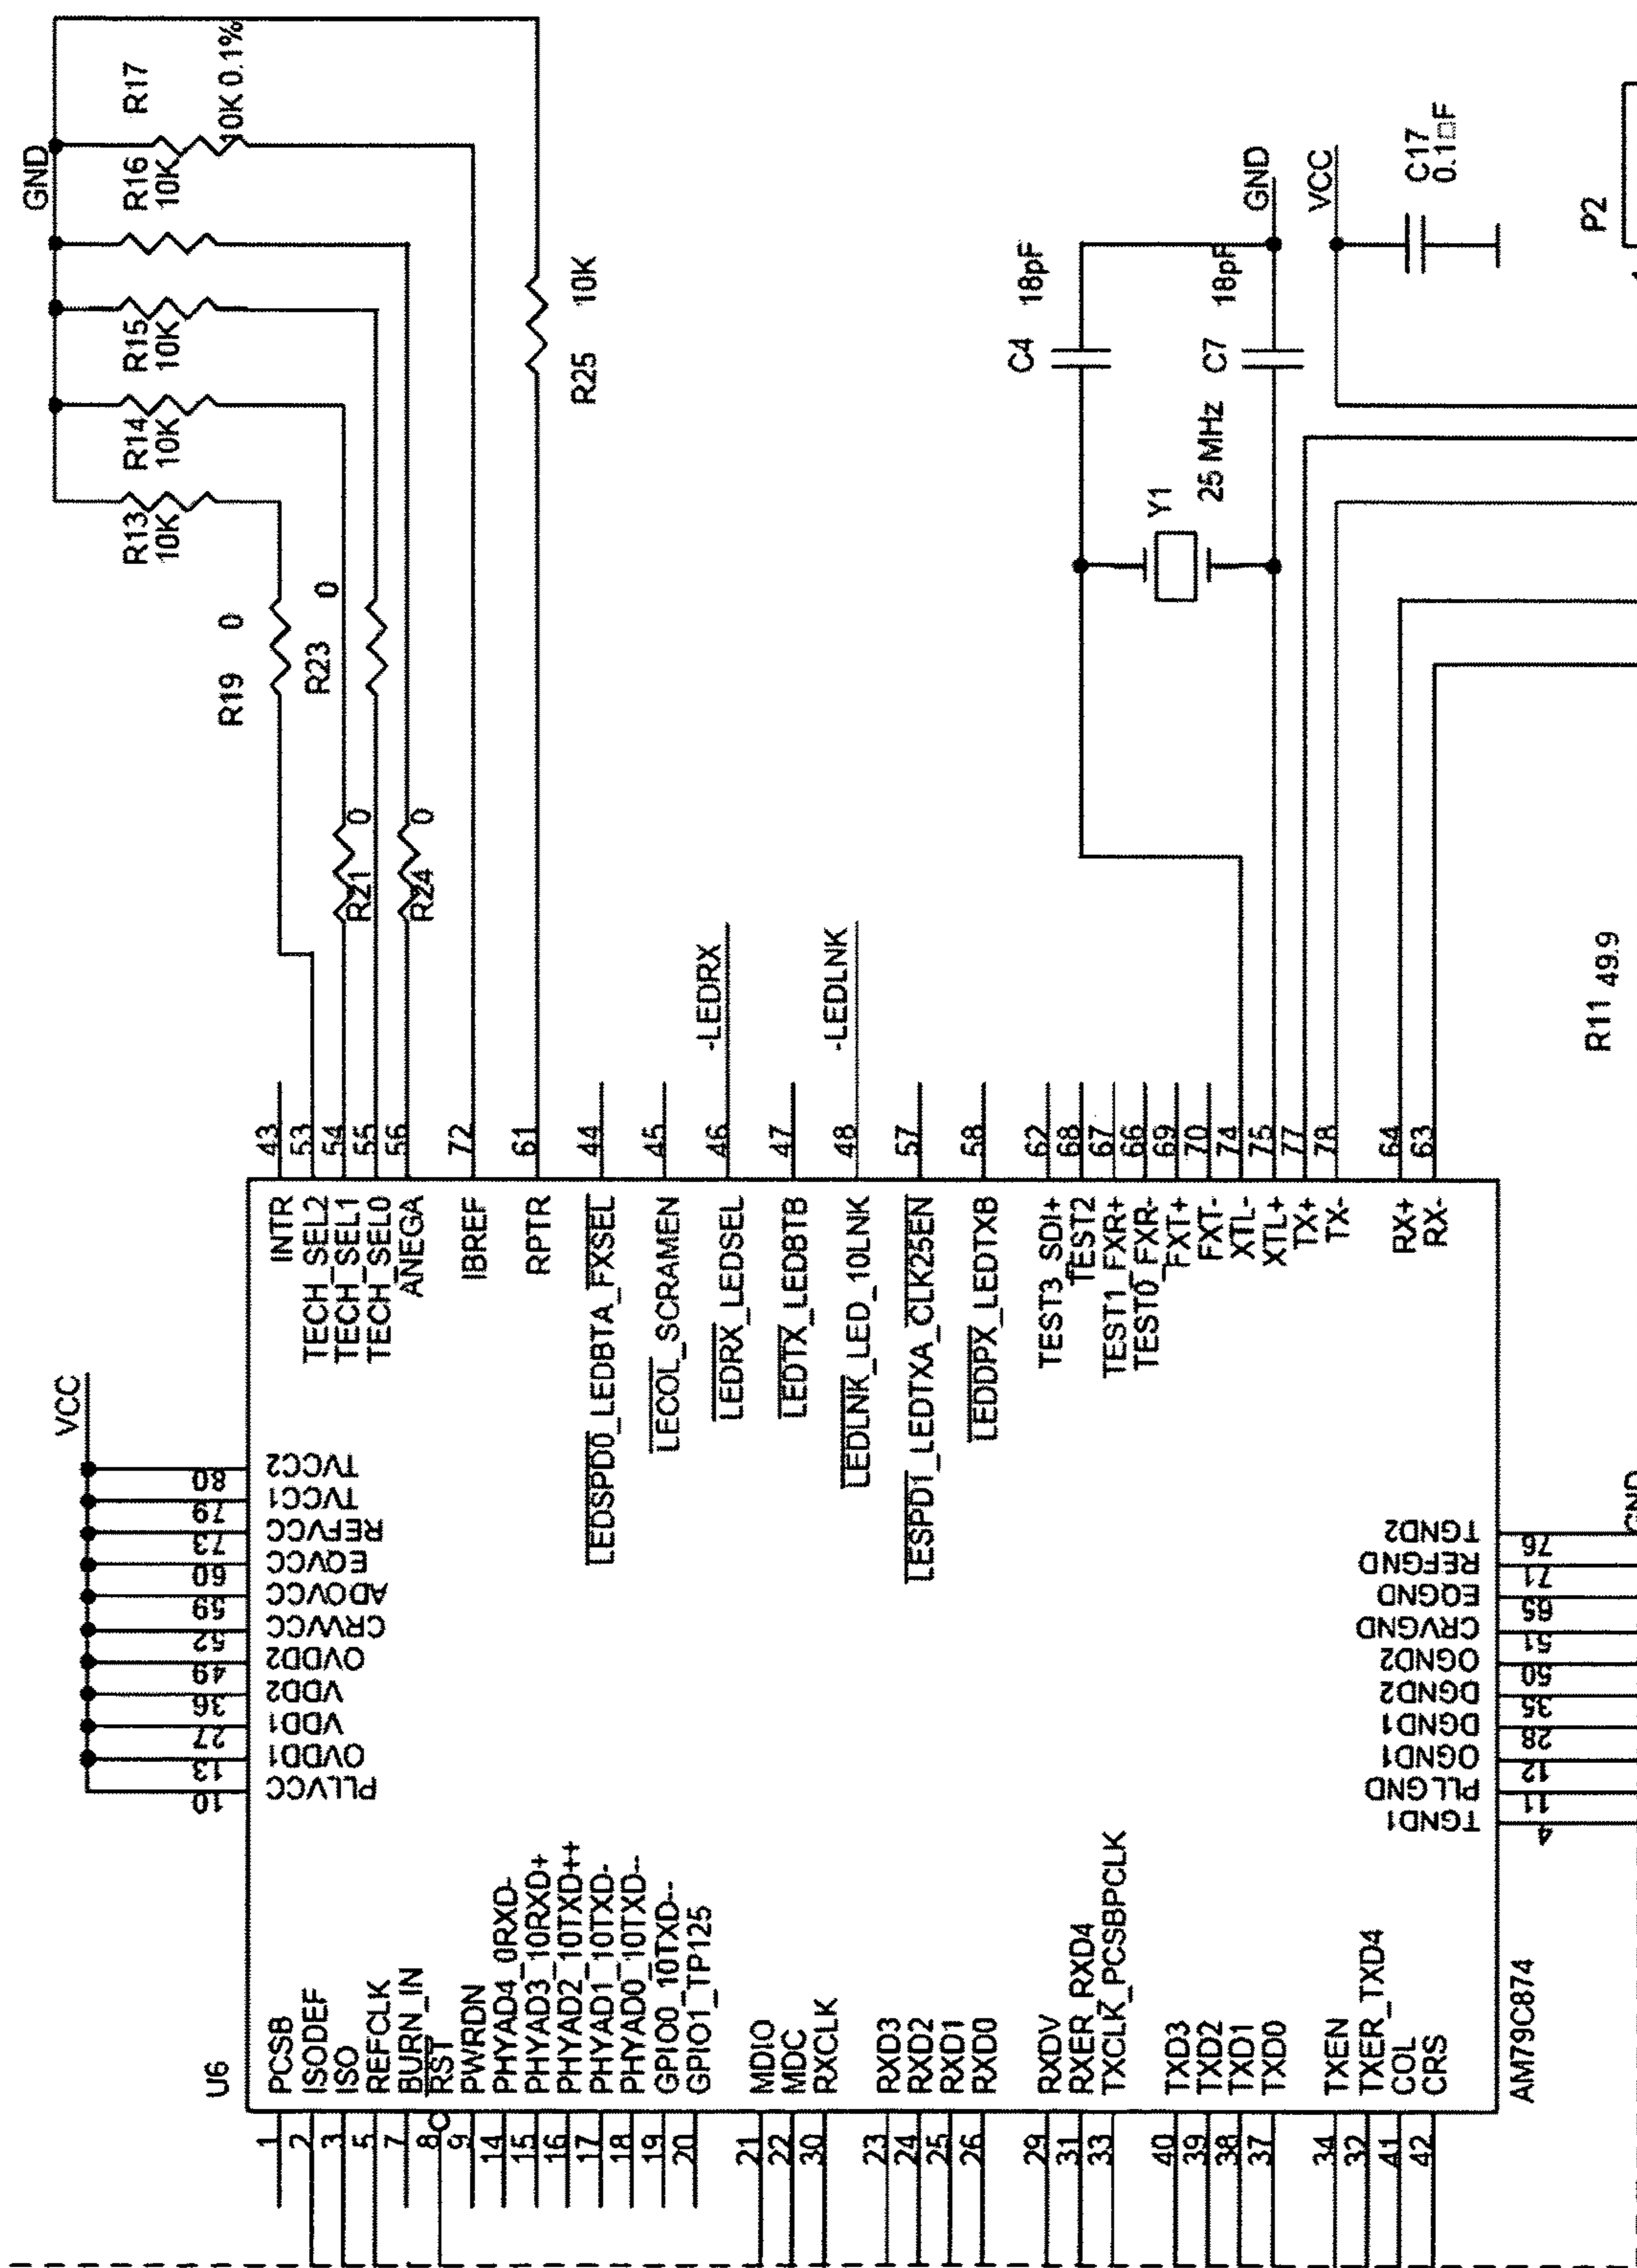 GND
R17
10K 0.1%
R16
10K
R15
10K
R14
10K
R13
10K
R19 0
R23 0
R21 0
R24 0
R25 10K
C4 18pF
C7 18pF
GND
Y1
25 MHz
VCC
C17
0.1□F
P2
R11 49.9
-LEDRX
-LEDLNK
43 INTR
53 TECH_SEL2
54 TECH_SEL1
55 TECH_SEL0
56 ANEGA
72 IBREF
61 RPTR
44 LEDSPD0_LEDBTA_FXSEL
45 LECOL_SCRAMEN
46 LEDRX_LEDSEL
47 LEDTX_LEDBTB
48 LEDLNK_LED_10LNK
57 LESPD1_LEDTXA_CLK25EN
58 LEDDPX_LEDTXB
62 TEST3_SDI+
68 TEST2
67 TEST1_FXR+
66 TEST0_FXR-
69 FXT+
70 FXT-
74 XTL-
75 XTL+
77 TX+
78 TX-
64 RX+
63 RX-
VCC
80 TVCC2
79 TVCC1
73 REFVCC
60 EQVCC
59 ADOVCC
52 CRVVCC
49 OVDD2
36 VDD2
27 VDD1
13 OVDD1
10 PLLVCC
GND
TGND2 76
REFGND 71
EQGND 65
CRVGND 51
OGND2 50
DGND2 35
DGND1 28
OGND1 12
PLLGND 11
TGND1 4
U6
1 PCSB
2 ISODEF
3 ISO
5 REFCLK
7 BURN_IN
8 RST
9 PWRDN
14 PHYAD4_0RXD-
15 PHYAD3_10RXD+
16 PHYAD2_10TXD++
17 PHYAD1_10TXD-
18 PHYAD0_10TXD--
19 GPIO0_10TXD--
20 GPIO1_TP125
21 MDIO
22 MDC
30 RXCLK
23 RXD3
24 RXD2
25 RXD1
26 RXD0
29 RXDV
31 RXER_RXD4
33 TXCLK_PCSBPCLK
40 TXD3
39 TXD2
38 TXD1
37 TXD0
34 TXEN
32 TXER_TXD4
41 COL
42 CRS
AM79C874